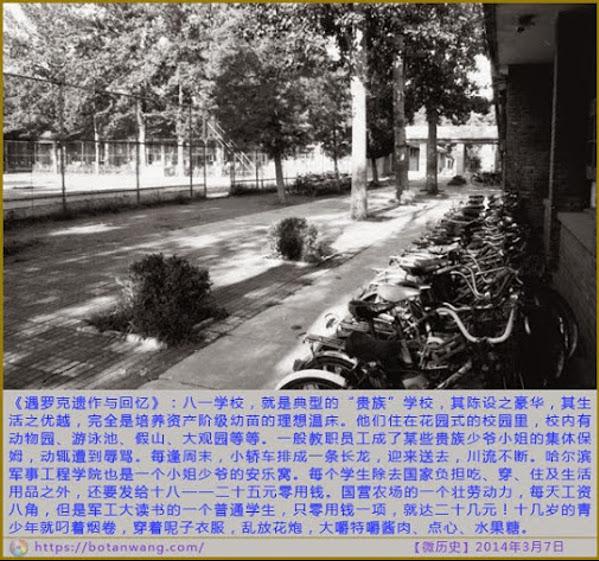 《遇罗克遗作与回忆》：八一学校，就是典型的“贵族”学校，其陈设之豪华，其生
活之优越，完全是培养资产阶级幼苗的理想温床。他们住在花园式的校园里，校内有
动物园、游泳池、假山、大观园等等。一般教职员工成了某些贵族少爷小姐的集体保
姆，动辄遭到辱骂。每逢周末，小轿车排成一条长龙，迎来送去，川流不断。哈尔滨
军事工程学院也是一个小姐少爷的安乐窝。每个学生除去国家负担吃、穿、住及生活
用品之外，还要发给十八一一二十五元零用钱。国营农场的一个壮劳动力，每天工资
八角，但是军工大读书的一个普通学生，只零用钱一项，就达二十几元！十几岁的青
少年就叼着烟卷，穿着呢子衣服，乱放花炮，大嚼特嚼酱肉、点心、水果糖。
https://botanwang.com/ 【微历史】2014年3月7日